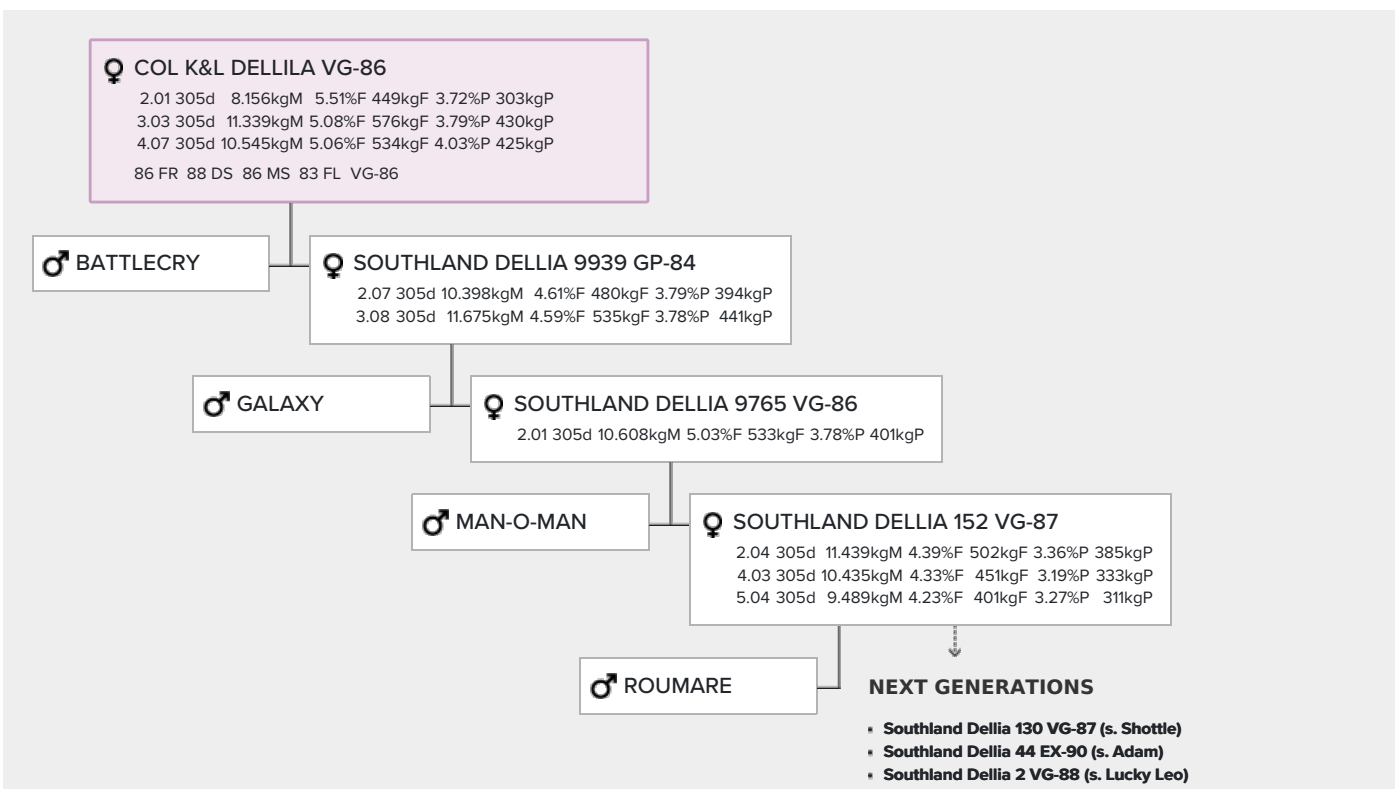 COL K&L DELLILA VG-86
2.01 305d 8.156kgM 5.51%F 449kgF 3.72%P 303kgP
3.03 305d 11.339kgM 5.08%F 576kgF 3.79%P 430kgP
4.07 305d 10.545kgM 5.06%F 534kgF 4.03%P 425kgP
86 FR 88 DS 86 MS 83 FL VG-86
BATTLECRY
SOUTHLAND DELLIA 9939 GP-84
2.07 305d 10.398kgM 4.61%F 480kgF 3.79%P 394kgP
3.08 305d 11.675kgM 4.59%F 535kgF 3.78%P 441kgP
GALAXY
SOUTHLAND DELLIA 9765 VG-86
2.01 305d 10.608kgM 5.03%F 533kgF 3.78%P 401kgP
MAN-O-MAN
SOUTHLAND DELLIA 152 VG-87
2.04 305d 11.439kgM 4.39%F 502kgF 3.36%P 385kgP
4.03 305d 10.435kgM 4.33%F 451kgF 3.19%P 333kgP
5.04 305d 9.489kgM 4.23%F 401kgF 3.27%P 311kgP
ROUMARE
NEXT GENERATIONS
▪ Southland Dellia 130 VG-87 (s. Shottle)
▪ Southland Dellia 44 EX-90 (s. Adam)
▪ Southland Dellia 2 VG-88 (s. Lucky Leo)